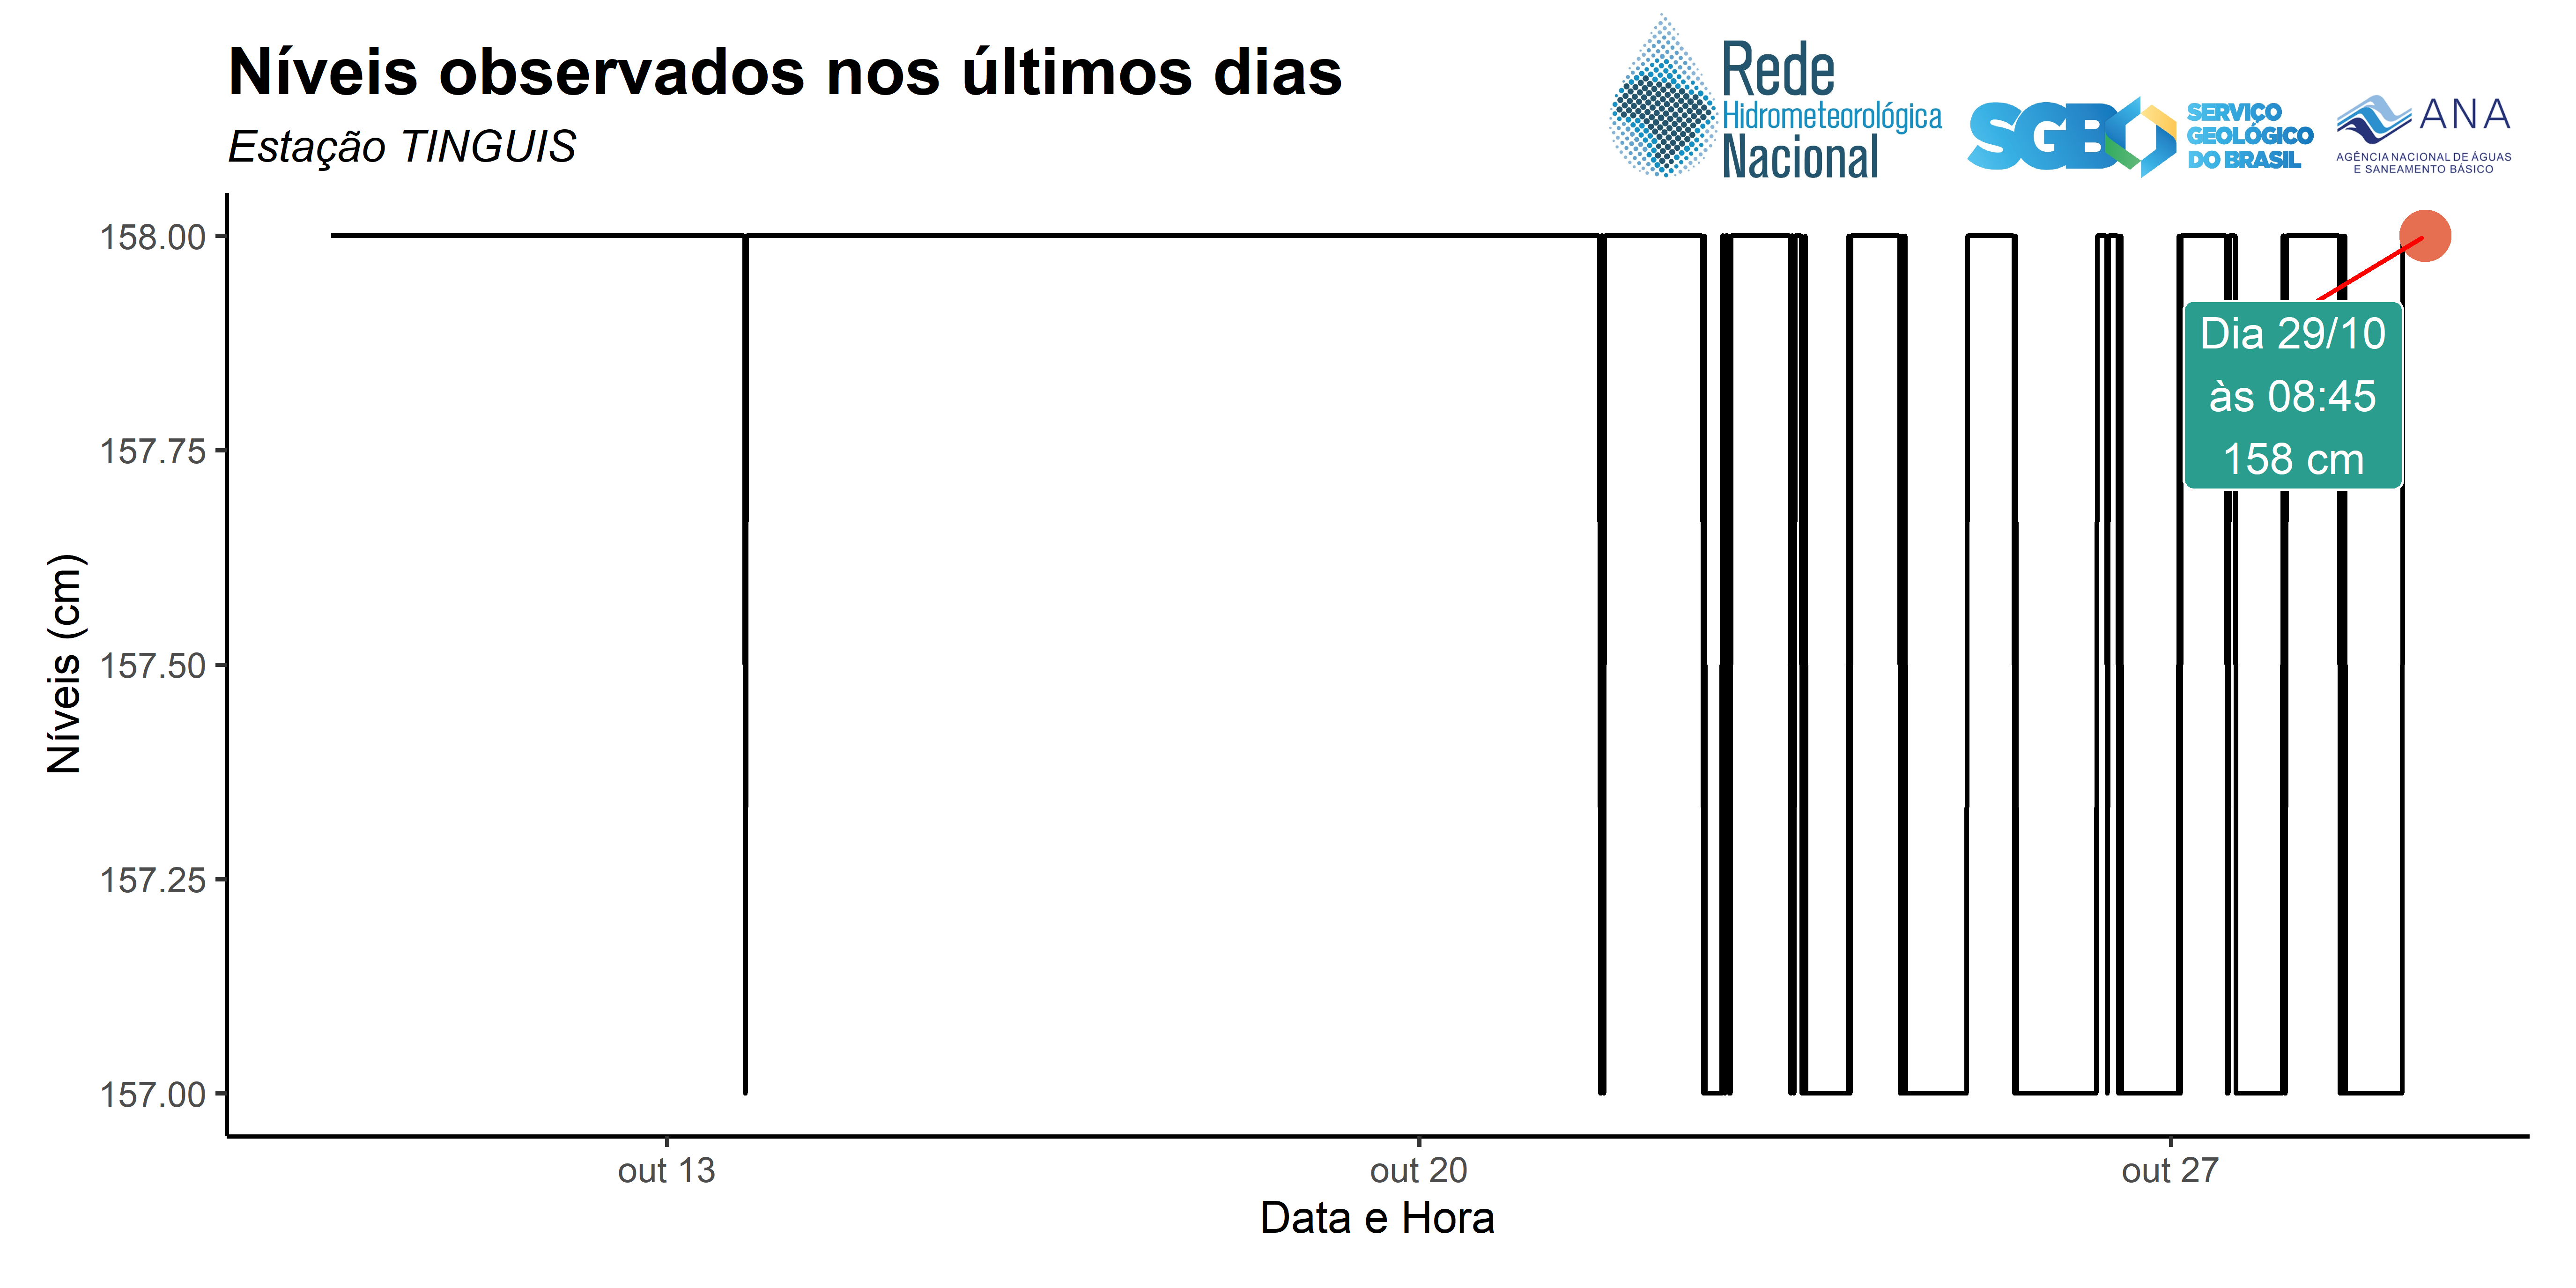 Níveis observados nos últimos dias
Estação TINGUIS
Rede
Hidrometeorológica
Nacional
SGB
SERVIÇO
GEOLÓGICO
DO BRASIL
ANA
AGÊNCIA NACIONAL DE ÁGUAS
E SANEAMENTO BÁSICO
158.00
157.75
157.50
157.25
157.00
Níveis (cm)
Dia 29/10
às 08:45
158 cm
out 13
out 20
out 27
Data e Hora